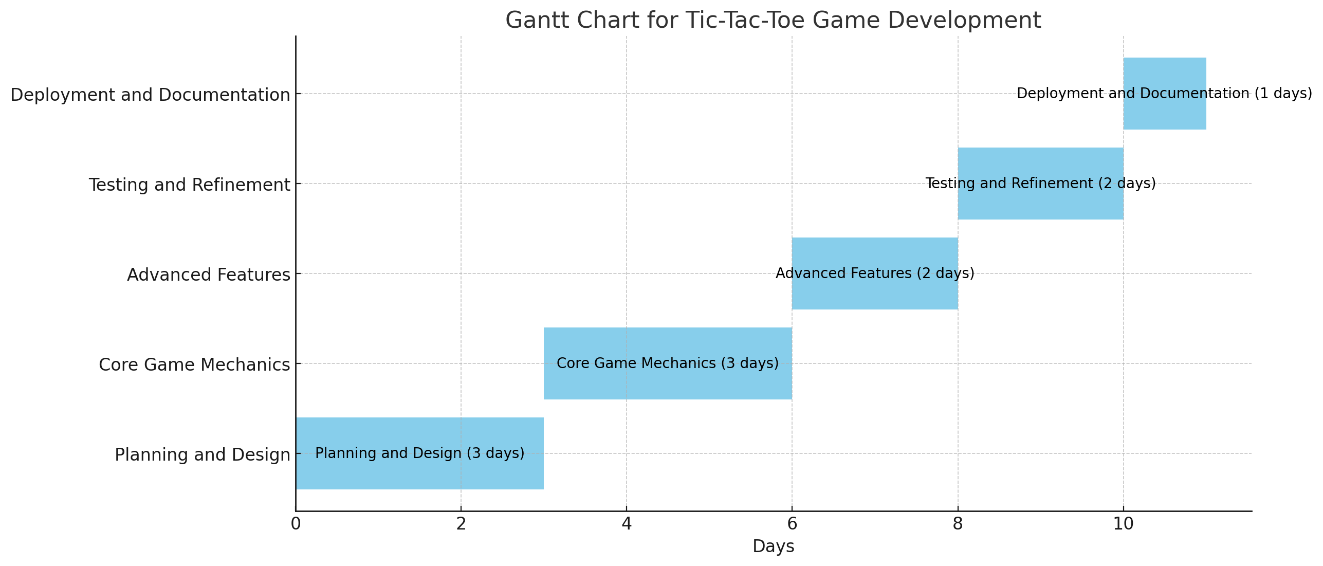 Gantt Chart for Tic-Tac-Toe Game Development
Deployment and Documentation
Deployment and Documentation (1 days)
Testing and Refinement
Testing and Refinement (2 days)
Advanced Features
Advanced Features (2 days)
Core Game Mechanics
Core Game Mechanics (3 days)
Planning and Design
Planning and Design (3 days)
0 2 4 6 8 10
Days